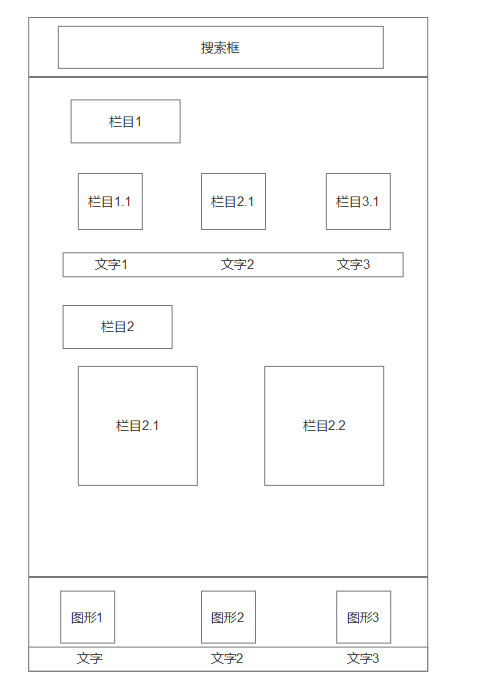 搜索框
栏目1
栏目1.1 栏目2.1 栏目3.1
文字1 文字2 文字3
栏目2
栏目2.1 栏目2.2
图形1 图形2 图形3
文字 文字2 文字3